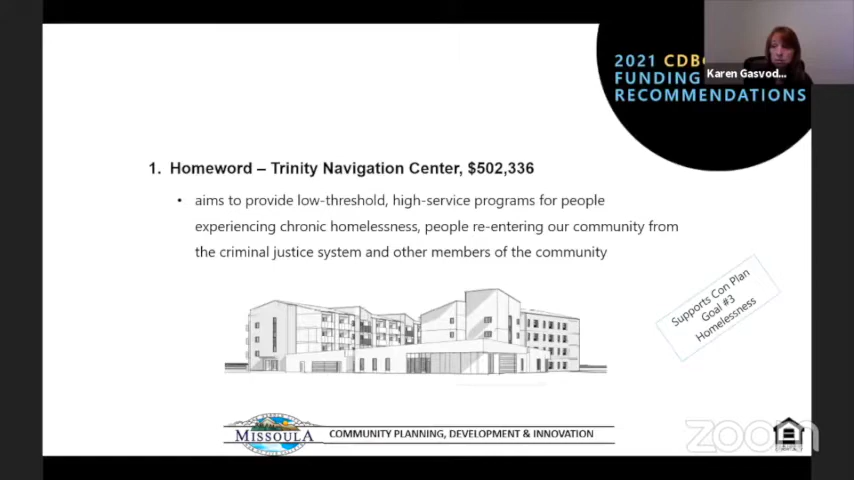 2021 CDB
FUNDING
RECOMMENDATIONS
Karen Gasvod...
1. Homeword – Trinity Navigation Center, $502,336
• aims to provide low-threshold, high-service programs for people
experiencing chronic homelessness, people re-entering our community from
the criminal justice system and other members of the community
Supports Con Plan
Goal #3
Homelessness
MISSOULA
COMMUNITY PLANNING, DEVELOPMENT & INNOVATION
zoom